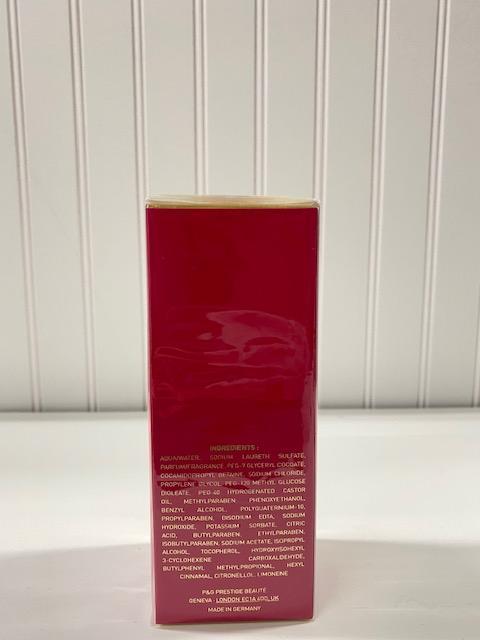 INGREDIENTS :
AQUA/WATER, SODIUM LAURETH SULFATE,
PARFUM/FRAGRANCE, PEG-7 GLYCERYL COCOATE,
COCAMIDOPROPYL BETAINE, SODIUM CHLORIDE,
PROPYLENE GLYCOL, PEG-120 METHYL GLUCOSE
DIOLEATE, PEG-40 HYDROGENATED CASTOR
OIL, METHYLPARABEN, PHENOXYETHANOL,
BENZYL ALCOHOL, POLYQUATERNIUM-10,
PROPYLPARABEN, DISODIUM EDTA, SODIUM
HYDROXIDE, POTASSIUM SORBATE, CITRIC
ACID, BUTYLPARABEN, ETHYLPARABEN,
ISOBUTYLPARABEN, SODIUM ACETATE, ISOPROPYL
ALCOHOL, TOCOPHEROL, HYDROXYISOHEXYL
3-CYCLOHEXENE CARBOXALDEHYDE,
BUTYLPHENYL METHYLPROPIONAL, HEXYL
CINNAMAL, CITRONELLOL, LIMONENE
P&G PRESTIGE BEAUTÉ
GENEVA - LONDON EC1A 4DD_UK
MADE IN GERMANY